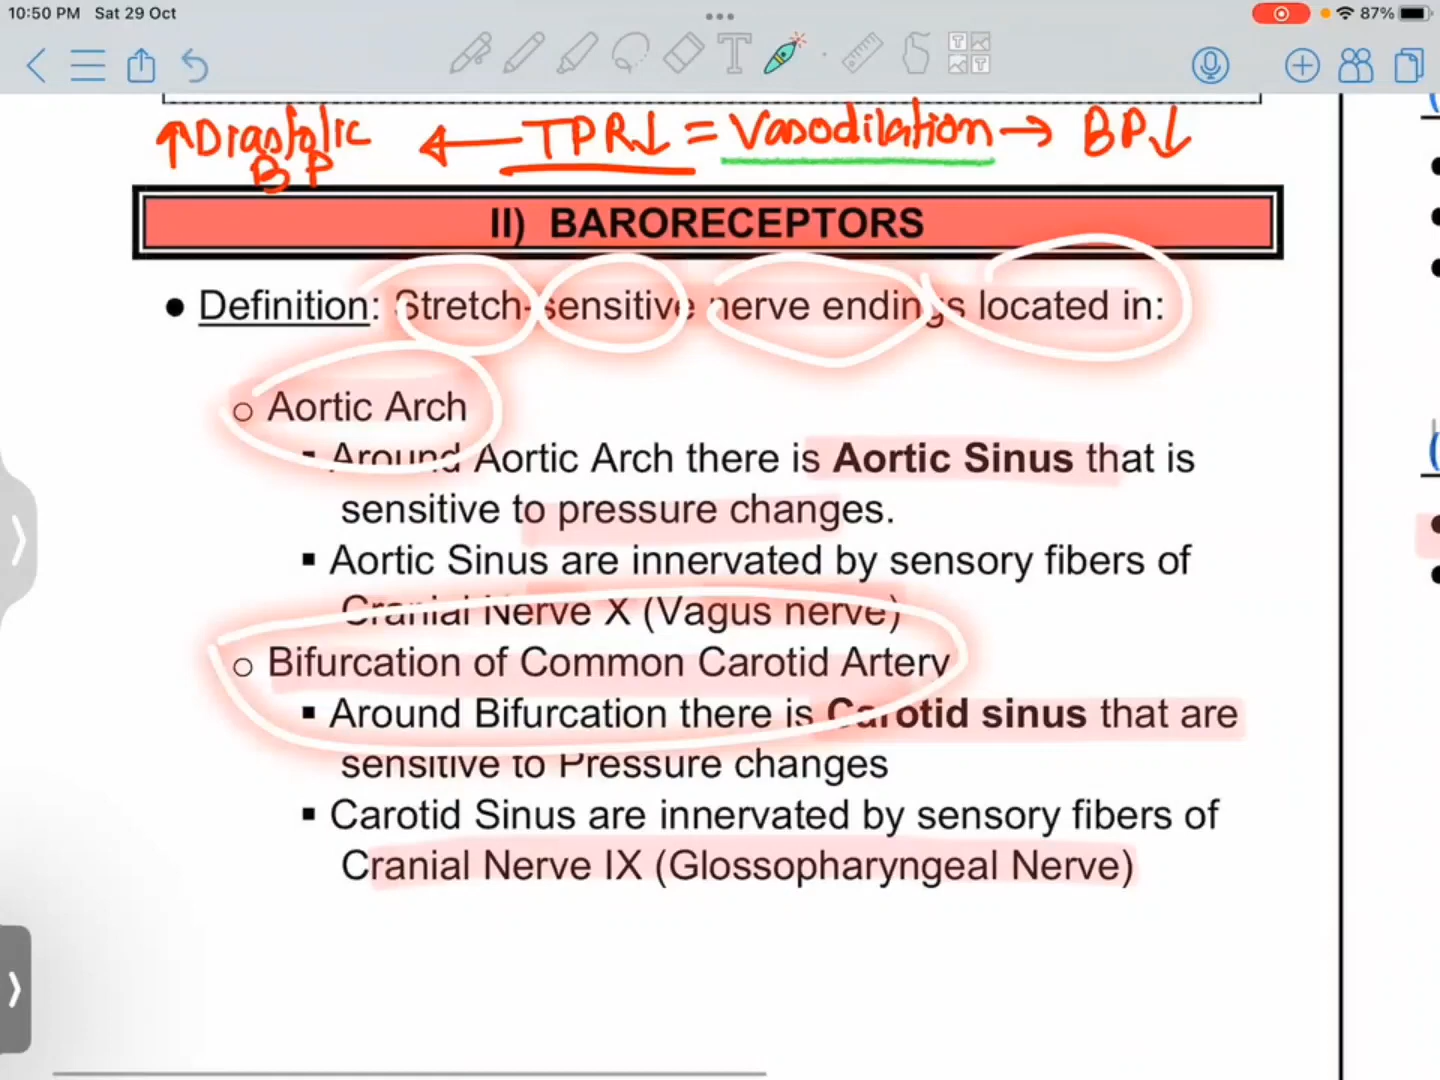 10:50 PM Sat 29 Oct
87%
↑Diastolic BP ← TPR↓ = Vasodilation → BP↓
II) BARORECEPTORS
● Definition: Stretch-sensitive nerve endings located in:
○ Aortic Arch
▪ Around Aortic Arch there is Aortic Sinus that is
sensitive to pressure changes.
▪ Aortic Sinus are innervated by sensory fibers of
Cranial Nerve X (Vagus nerve)
○ Bifurcation of Common Carotid Artery
▪ Around Bifurcation there is Carotid sinus that are
sensitive to Pressure changes
▪ Carotid Sinus are innervated by sensory fibers of
Cranial Nerve IX (Glossopharyngeal Nerve)